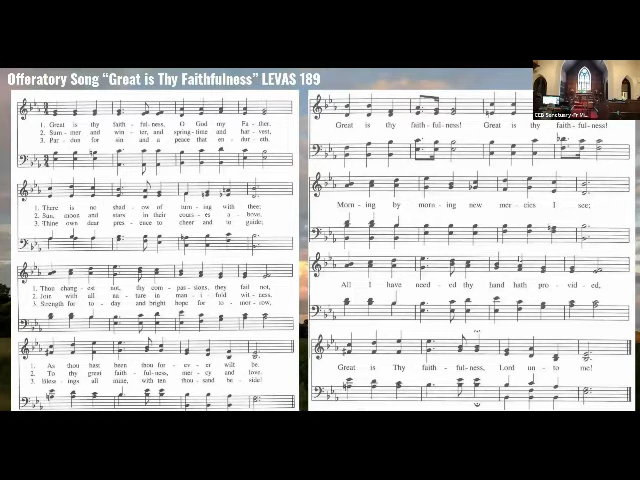 Offeratory Song “Great is Thy Faithfulness” LEVAS 189
1. Great is thy faith - ful - ness, O God my Fa - ther,
2. Sum - mer and win - ter, and spring - time and har - vest,
3. Par - don for sin and a peace that en - dur - eth.
1. There is no shad - ow of turn - ing with thee;
2. Sun, moon and stars in their cours - es a - bove,
3. Thine own dear pres - ence to cheer and to guide;
1. Thou chang - est not, thy com - pas - sions, they fail not,
2. Join with all na - ture in man - i - fold wit - ness,
3. Strength for to - day and bright hope for to - mor - row,
1. As thou hast been thou for - ev - er wilt be.
2. To thy great faith - ful - ness, mer - cy and love.
3. Bless - ings all mine, with ten thou - sand be - side!
Great is thy faith - ful - ness! Great is thy faith - ful - ness!
Morn - ing by morn - ing new mer - cies I see;
All I have need - ed thy hand hath pro - vid - ed,
Great is Thy faith - ful - ness, Lord un - to me!
CEB Sanctuary-